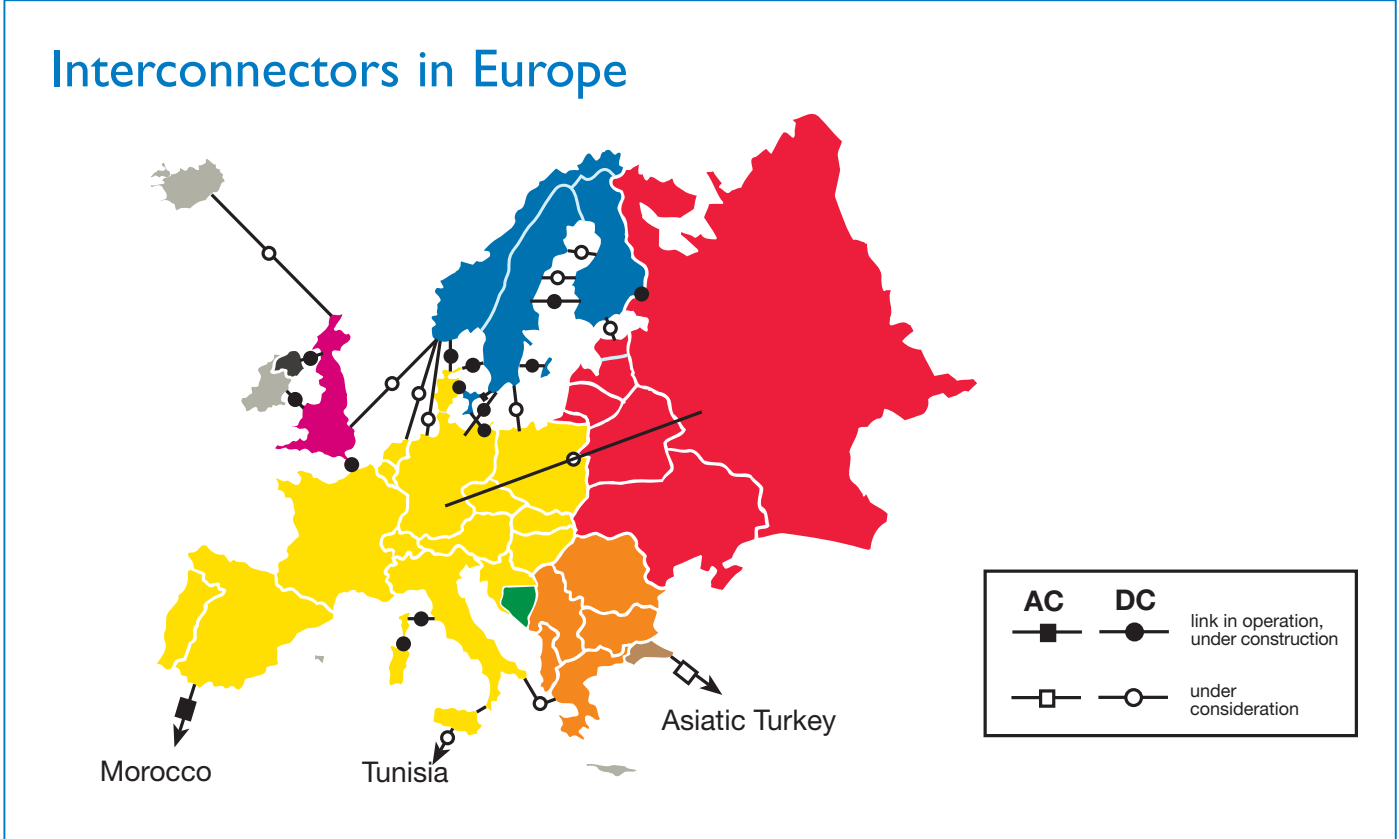 Interconnectors in Europe
AC DC
link in operation,
under construction
under
consideration
Asiatic Turkey
Morocco
Tunisia